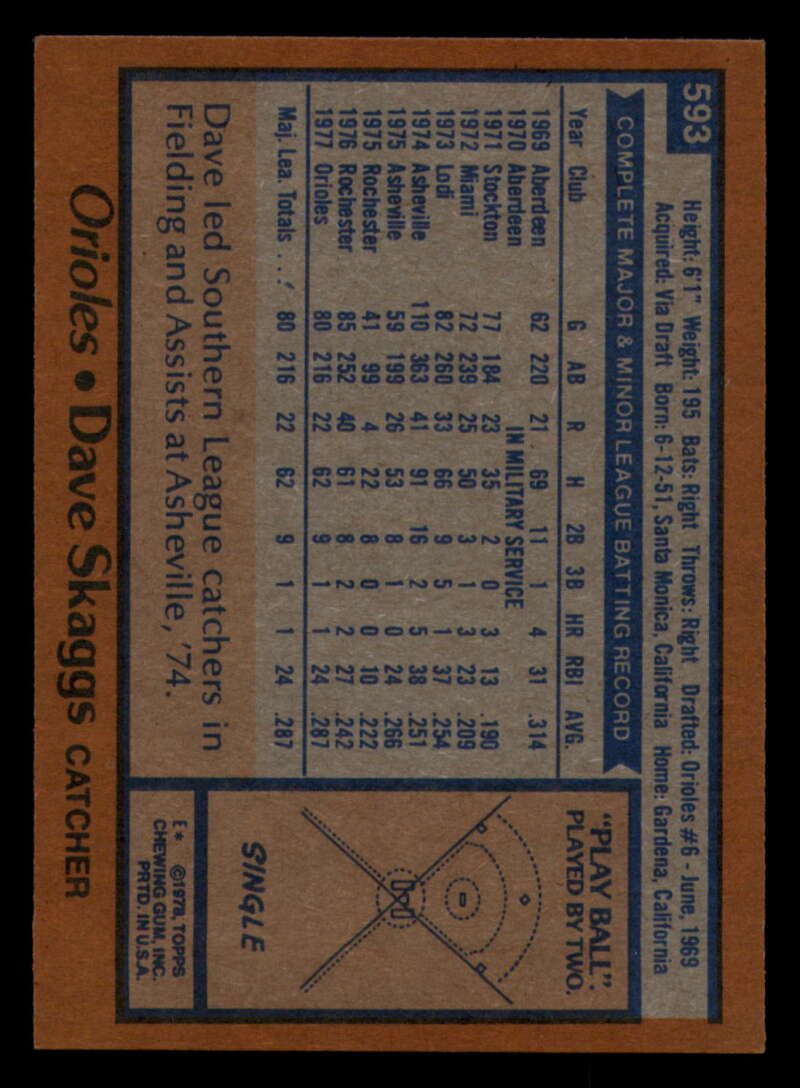 593
Height: 6'1" Weight: 195 Bats: Right Throws: Right Drafted: Orioles #6 - June, 1969
Acquired: Via Draft Born: 6-12-51, Santa Monica, California Home: Gardena, California
COMPLETE MAJOR & MINOR LEAGUE BATTING RECORD
Year Club G AB R H 2B 3B HR RBI AVG.
1969 Aberdeen 62 220 21 69 11 1 4 31 .314
1970 Aberdeen IN MILITARY SERVICE
1971 Stockton 77 184 23 35 2 0 3 13 .190
1972 Miami 72 239 25 50 3 1 3 23 .209
1973 Lodi 82 260 33 66 9 5 1 37 .254
1974 Asheville 110 363 41 91 16 2 5 38 .251
1975 Asheville 59 199 26 53 8 1 0 24 .266
1975 Rochester 41 99 4 22 8 0 0 10 .222
1976 Rochester 85 252 40 61 8 2 2 27 .242
1977 Orioles 80 216 22 62 9 1 1 24 .287
Maj. Lea. Totals . . . 80 216 22 62 9 1 1 24 .287
Dave led Southern League catchers in
Fielding and Assists at Asheville, '74.
"PLAY BALL".
PLAYED BY TWO.
SINGLE
E* ©1978, TOPPS
CHEWING GUM, INC.
PRTD. IN U.S.A.
Orioles • Dave Skaggs CATCHER